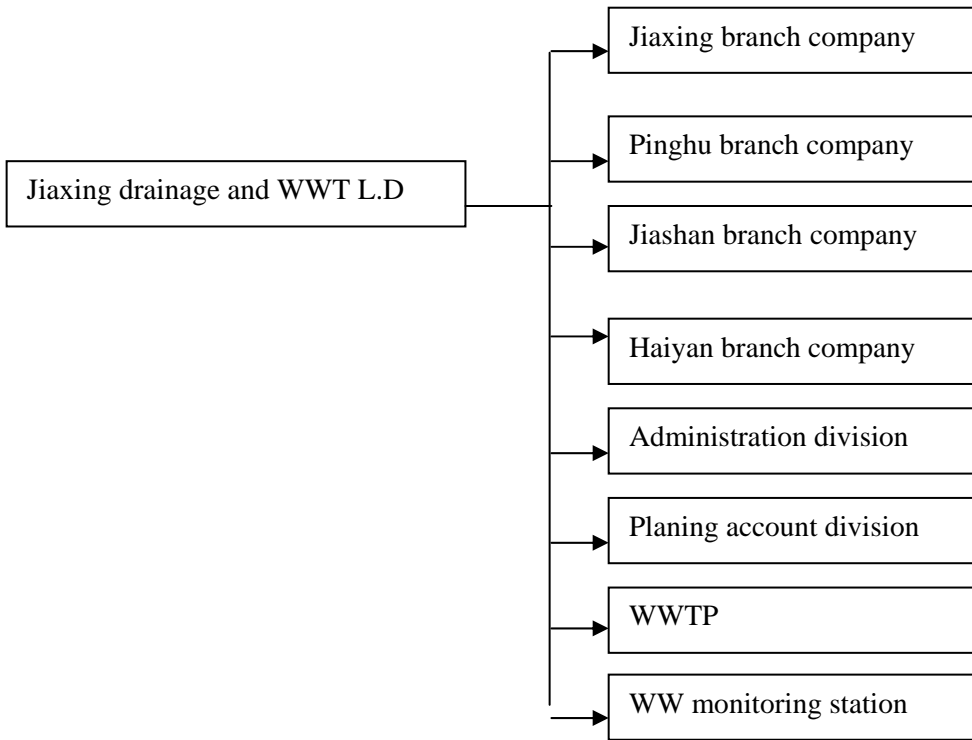 Jiaxing branch company
Pinghu branch company
Jiaxing drainage and WWT L.D
Jiashan branch company
Haiyan branch company
Administration division
Planing account division
WWTP
WW monitoring station